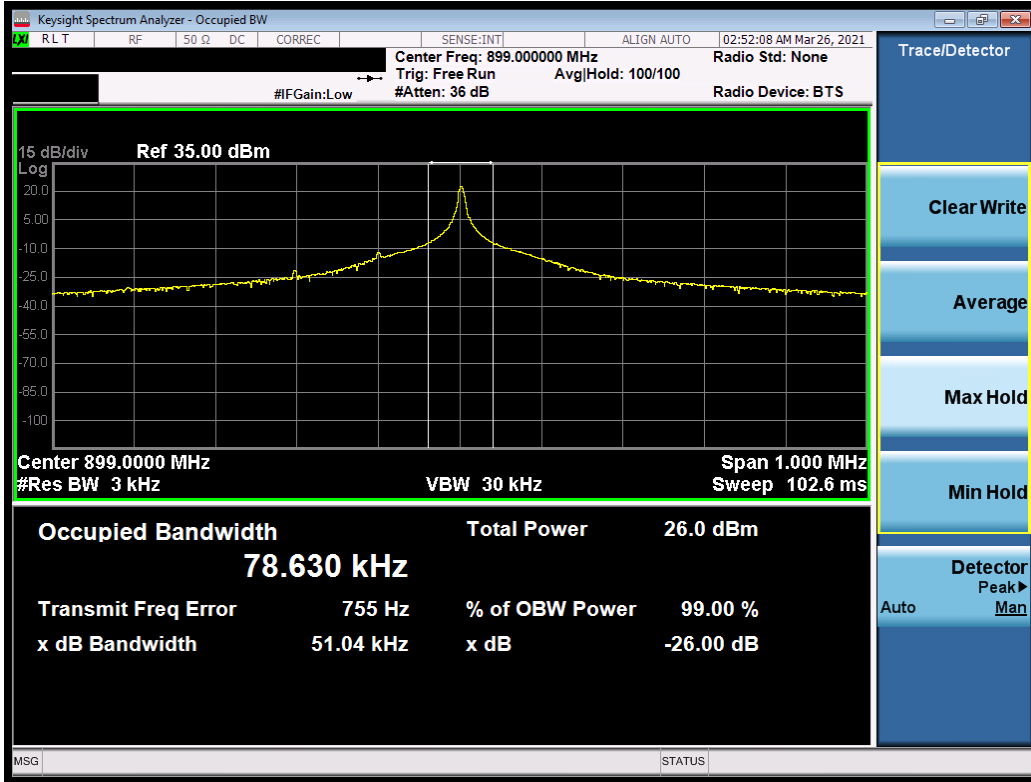 Keysight Spectrum Analyzer - Occupied BW
LXI RLT RF 50 Ω DC CORREC SENSE:INT ALIGN AUTO 02:52:08 AM Mar 26, 2021
Center Freq: 899.000000 MHz Radio Std: None
Trig: Free Run Avg|Hold: 100/100
#IFGain:Low #Atten: 36 dB Radio Device: BTS
15 dB/div Ref 35.00 dBm
Log
20.0
5.00
-10.0
-25.0
-40.0
-55.0
-70.0
-85.0
-100
Center 899.0000 MHz Span 1.000 MHz
#Res BW 3 kHz VBW 30 kHz Sweep 102.6 ms
Occupied Bandwidth Total Power 26.0 dBm
78.630 kHz
Transmit Freq Error 755 Hz % of OBW Power 99.00 %
x dB Bandwidth 51.04 kHz x dB -26.00 dB
Trace/Detector
Clear Write
Average
Max Hold
Min Hold
Detector
Peak▶
Auto Man
MSG STATUS